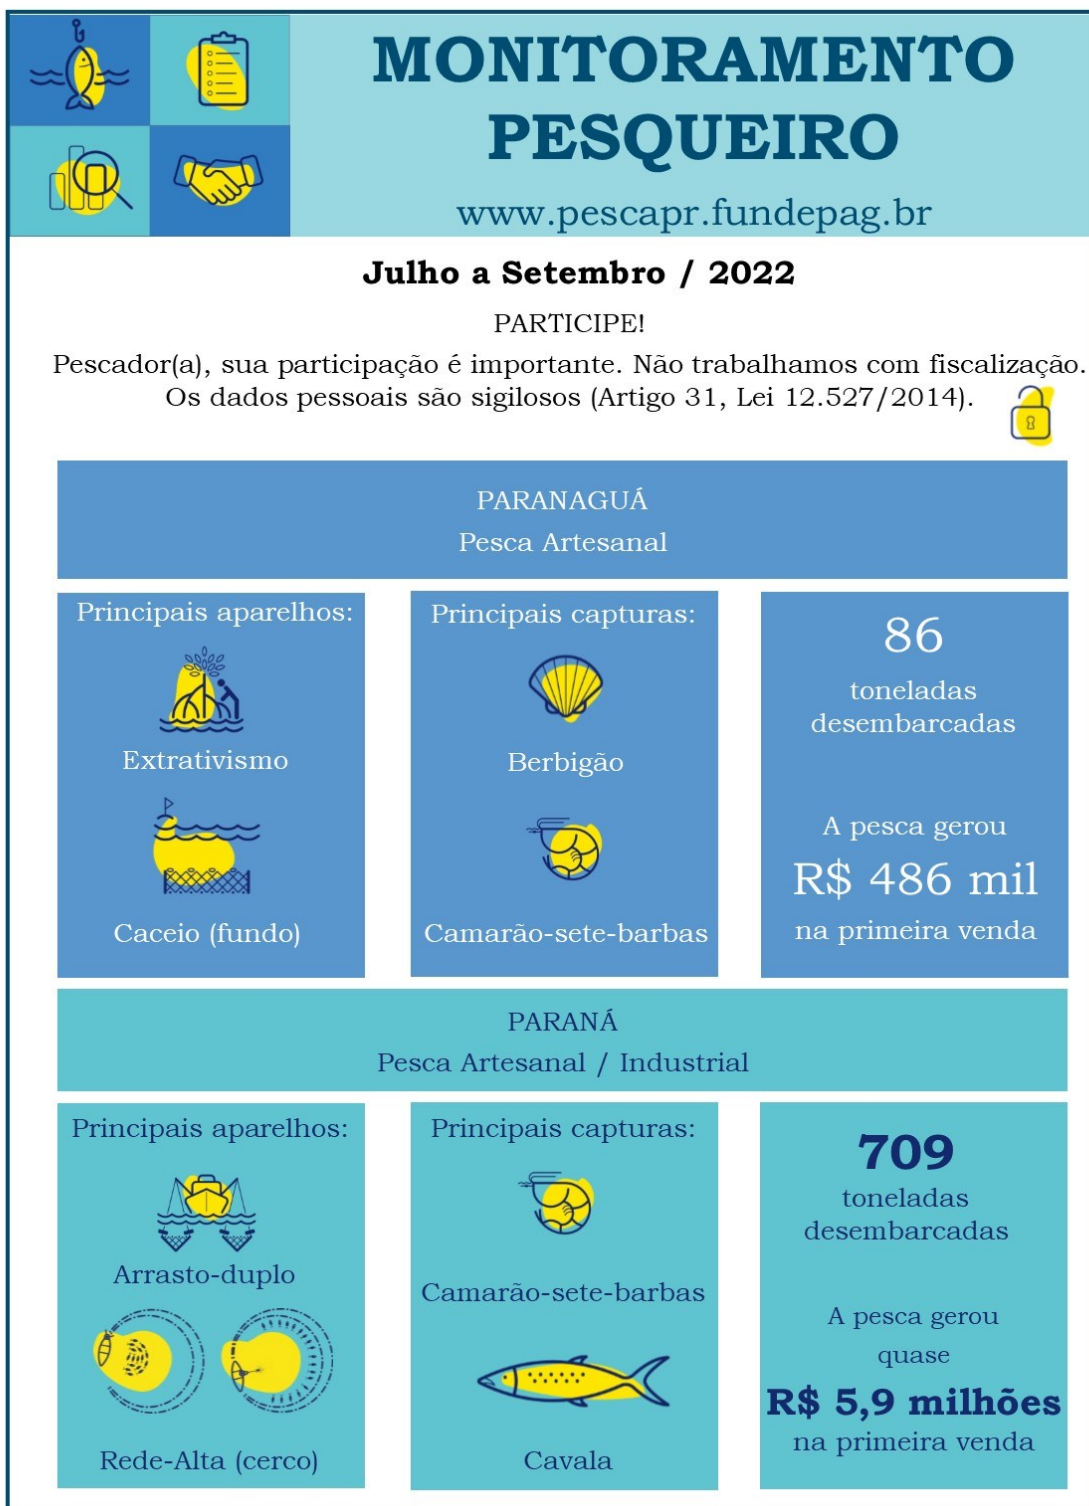 MONITORAMENTO
PESQUEIRO
www.pescapr.fundepag.br
Julho a Setembro / 2022
PARTICIPE!
Pescador(a), sua participação é importante. Não trabalhamos com fiscalização.
Os dados pessoais são sigilosos (Artigo 31, Lei 12.527/2014).
PARANAGUÁ
Pesca Artesanal
Principais aparelhos:
Extrativismo
Caceio (fundo)
Principais capturas:
Berbigão
Camarão-sete-barbas
86
toneladas
desembarcadas
A pesca gerou
R$ 486 mil
na primeira venda
PARANÁ
Pesca Artesanal / Industrial
Principais aparelhos:
Arrasto-duplo
Rede-Alta (cerco)
Principais capturas:
Camarão-sete-barbas
Cavala
709
toneladas
desembarcadas
A pesca gerou
quase
R$ 5,9 milhões
na primeira venda